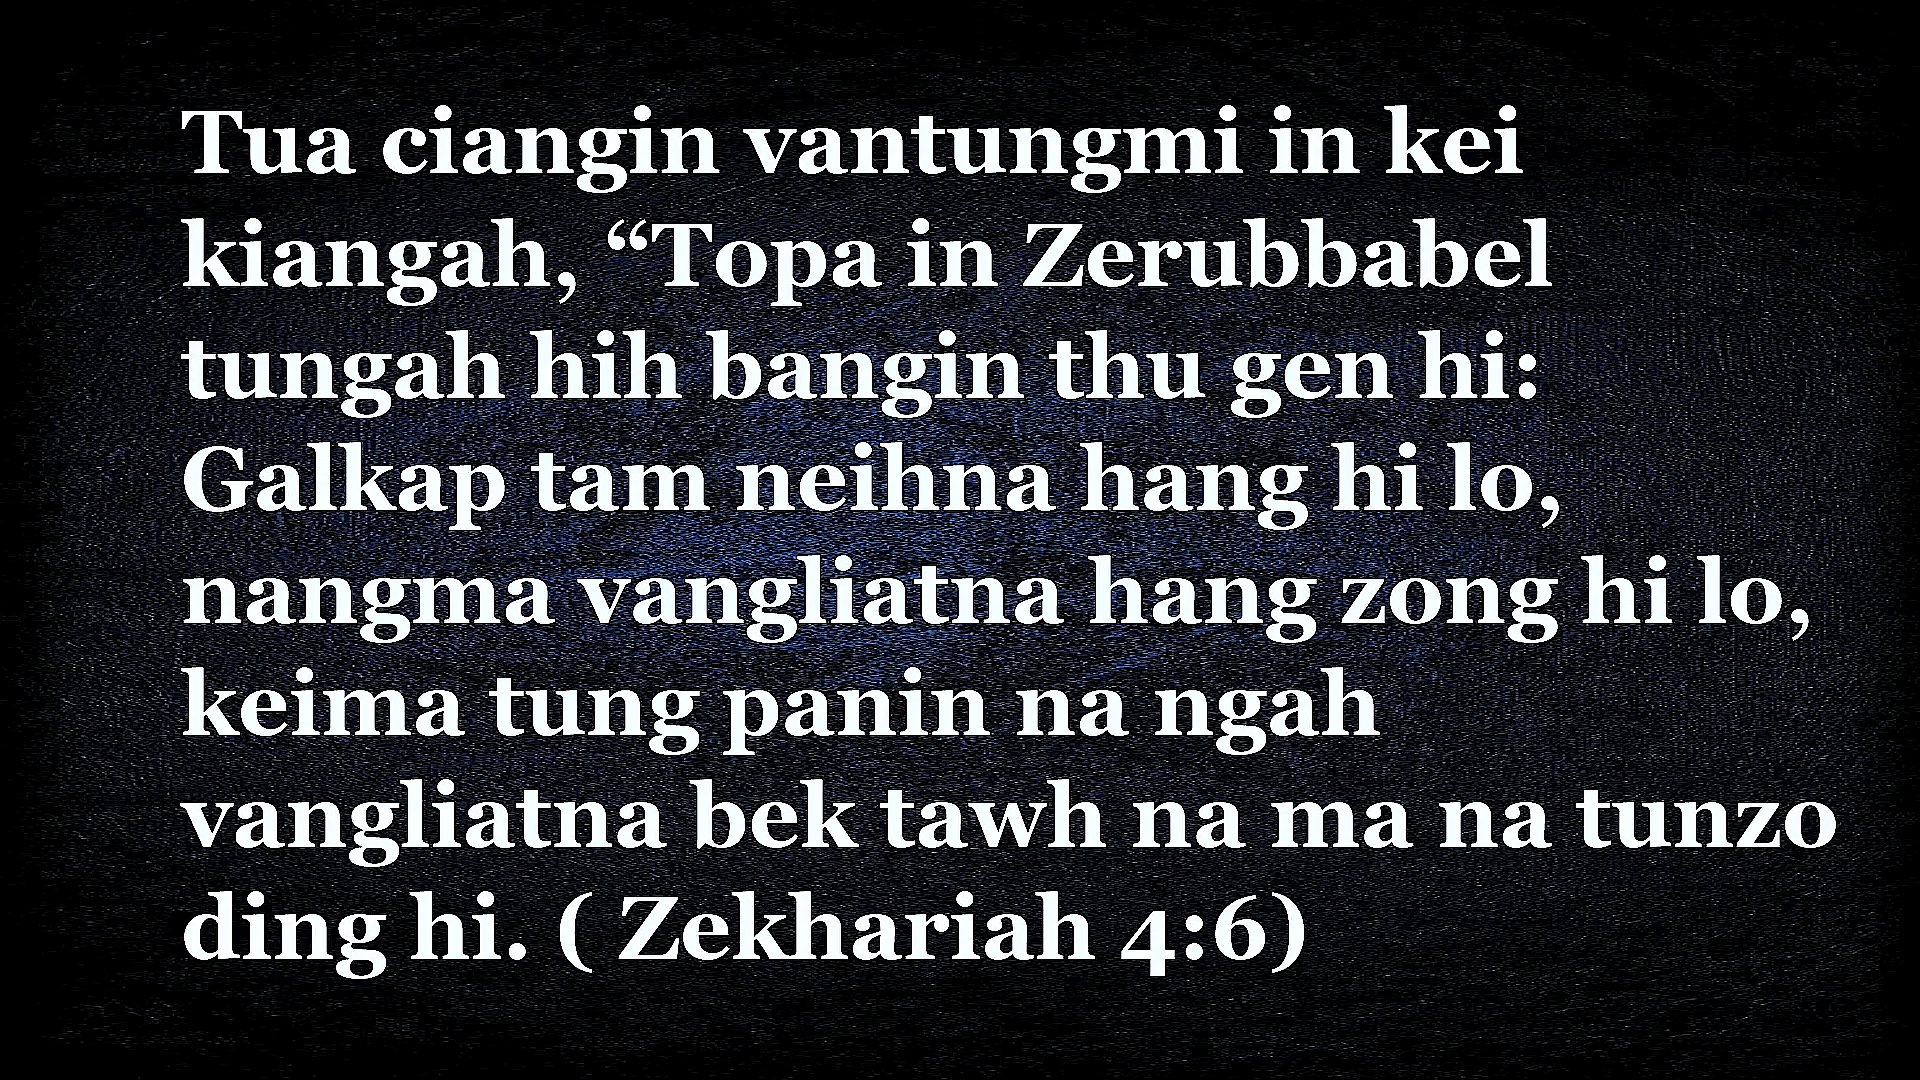 Tua ciangin vantungmi in kei
kiangah, “Topa in Zerubbabel
tungah hih bangin thu gen hi:
Galkap tam neihna hang hi lo,
nangma vangliatna hang zong hi lo,
keima tung panin na ngah
vangliatna bek tawh na ma na tunzo
ding hi. ( Zekhariah 4:6)